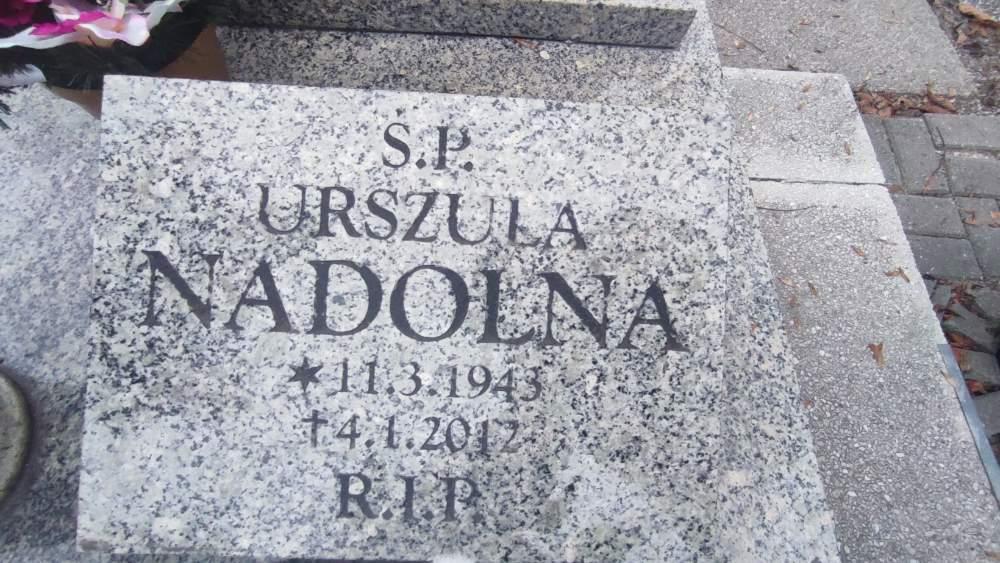 Ś.P.
URSZULA
NADOLNA
* 11.3.1943
† 4.1.2012
R.I.P.